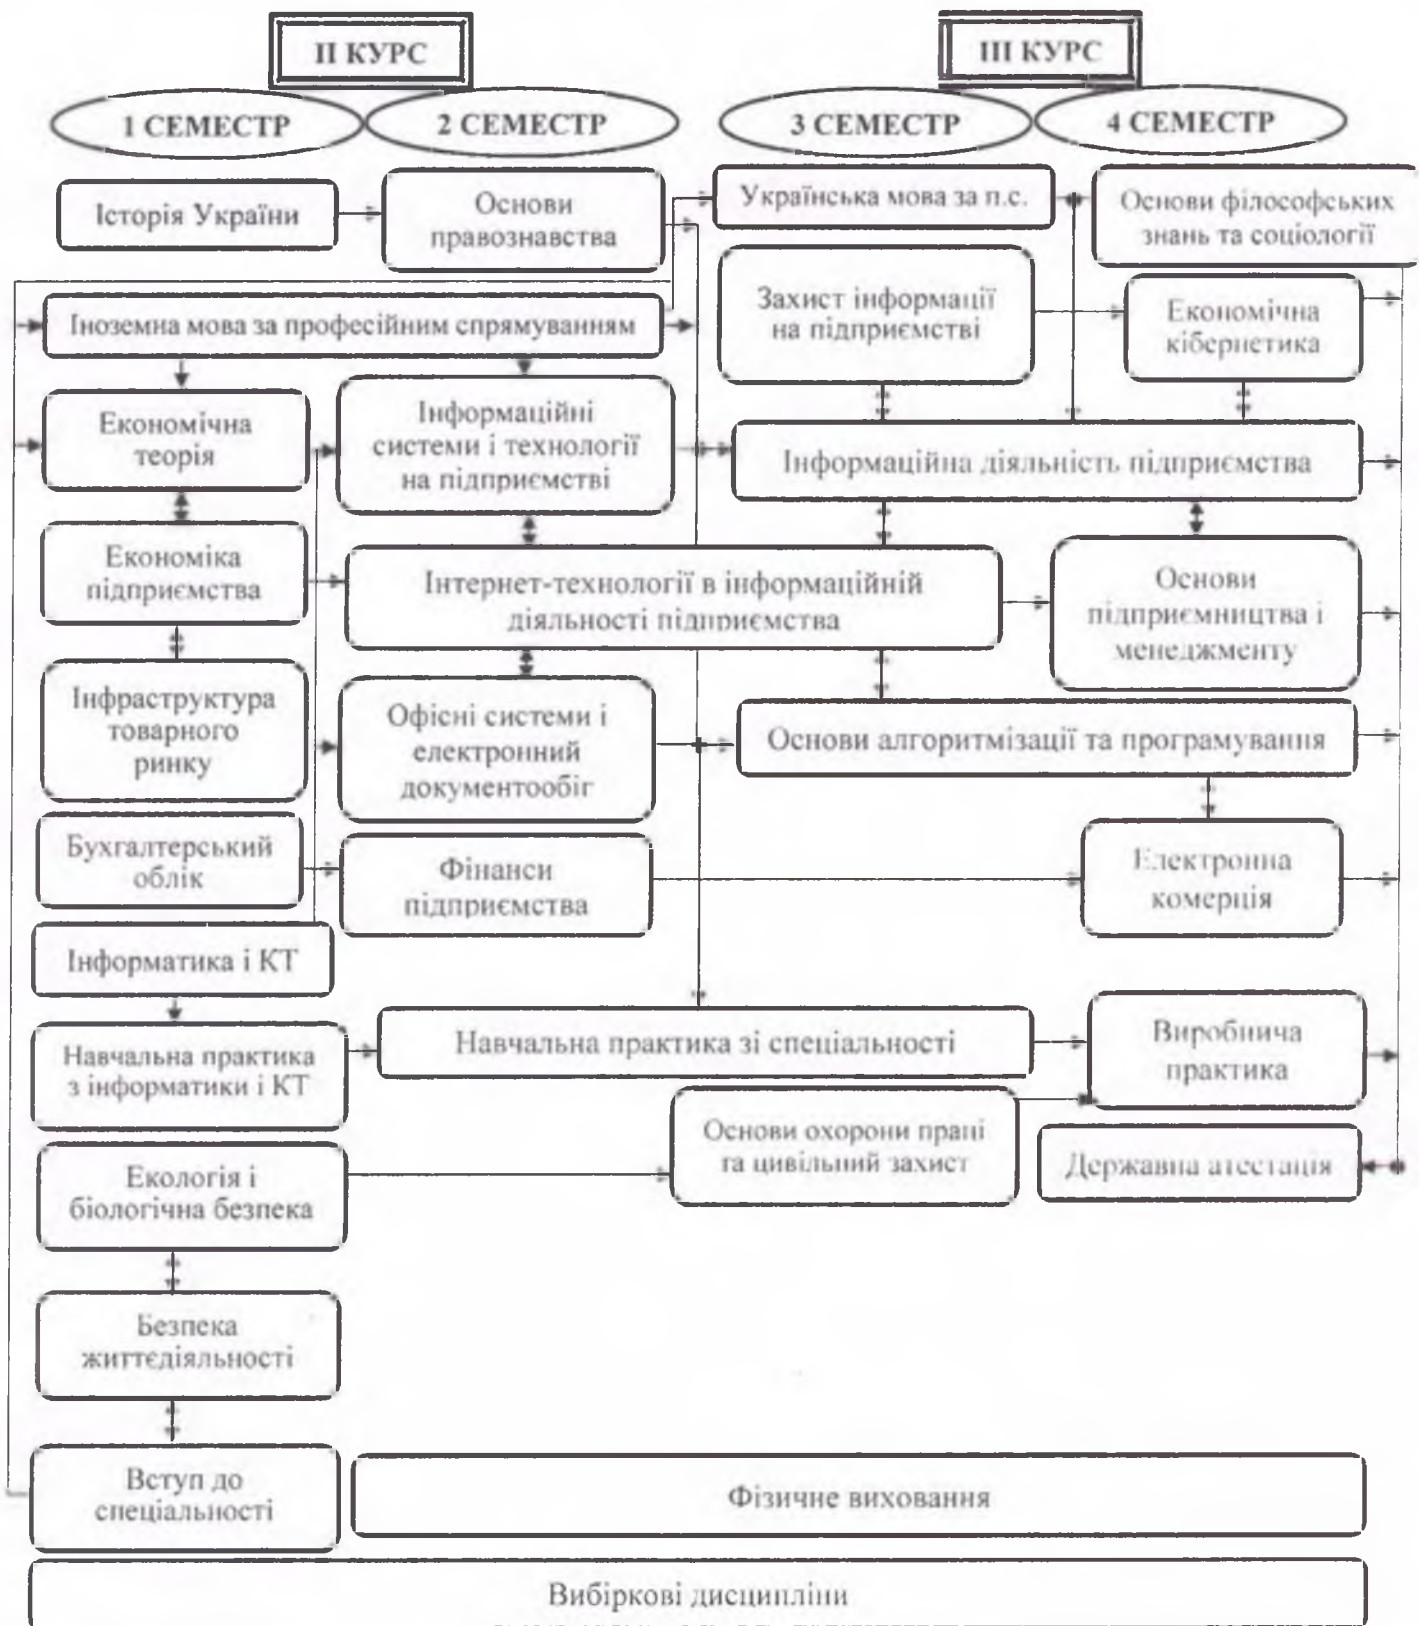 ІІ КУРС
ІІІ КУРС
1 СЕМЕСТР
2 СЕМЕСТР
3 СЕМЕСТР
4 СЕМЕСТР
Історія України
Основи
правознавства
Українська мова за п.с.
Основи філософських
знань та соціології
Іноземна мова за професійним спрямуванням
Захист інформації
на підприємстві
Економічна
кібернетика
Економічна
теорія
Інформаційні
системи і технології
на підприємстві
Інформаційна діяльність підприємства
Економіка
підприємства
Інтернет-технології в інформаційній
діяльності підприємства
Основи
підприємництва і
менеджменту
Інфраструктура
товарного
ринку
Офісні системи і
електронний
документообіг
Основи алгоритмізації та програмування
Бухгалтерський
облік
Фінанси
підприємства
Електронна
комерція
Інформатика і КТ
Навчальна практика
з інформатики і КТ
Навчальна практика зі спеціальності
Виробнича
практика
Основи охорони праці
та цивільний захист
Державна атестація
Екологія і
біологічна безпека
Безпека
життєдіяльності
Вступ до
спеціальності
Фізичне виховання
Вибіркові дисципліни